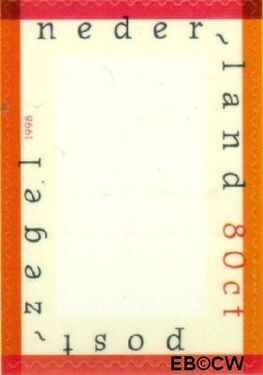 neder~
land 80ct
post
~zegel
1998
EB©CW